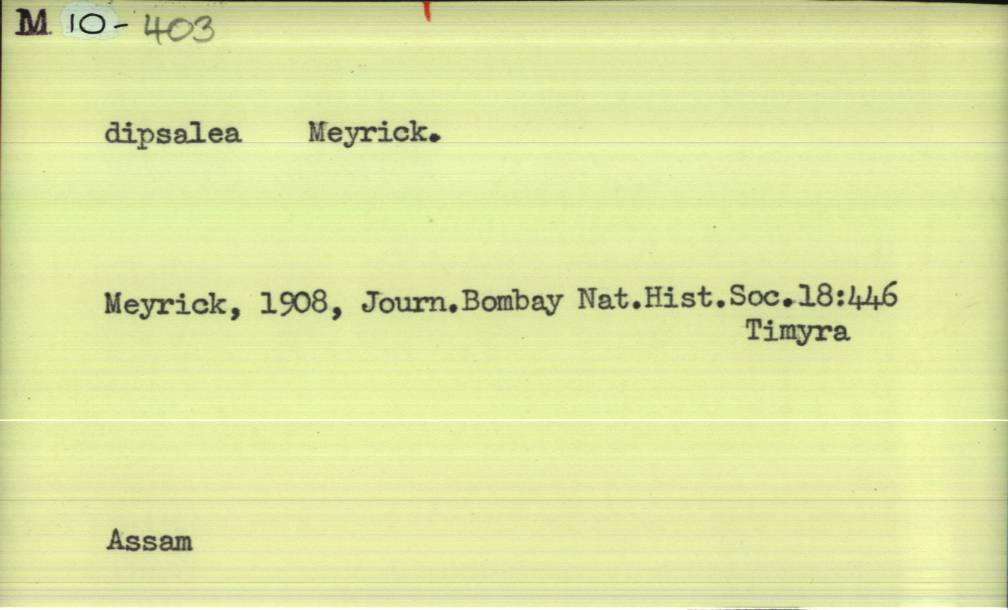 M 10- 403
dipsalea Meyrick.
Meyrick, 1908, Journ.Bombay Nat.Hist.Soc.18:446
Timyra
Assam